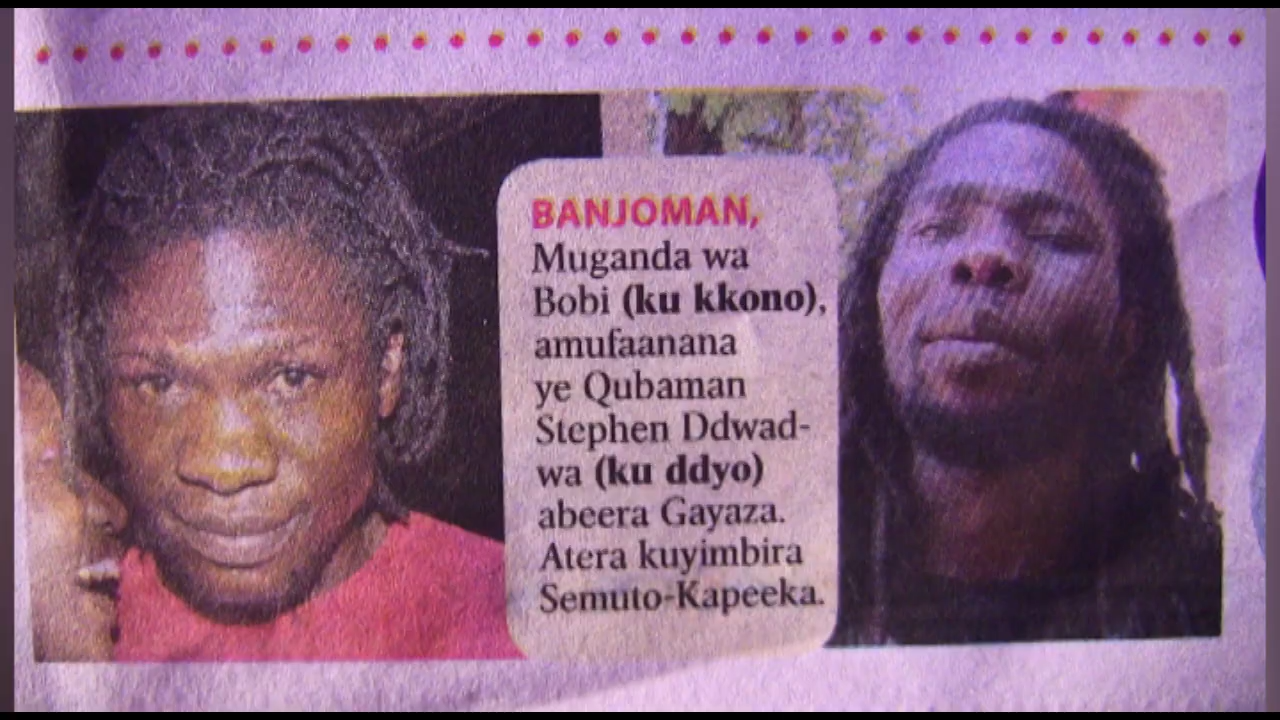 BANJOMAN,
Muganda wa
Bobi (ku kkono),
amufaanana
ye Qubaman
Stephen Ddwad-
wa (ku ddyo)
abeera Gayaza.
Atera kuyimbira
Semuto-Kapeeka.